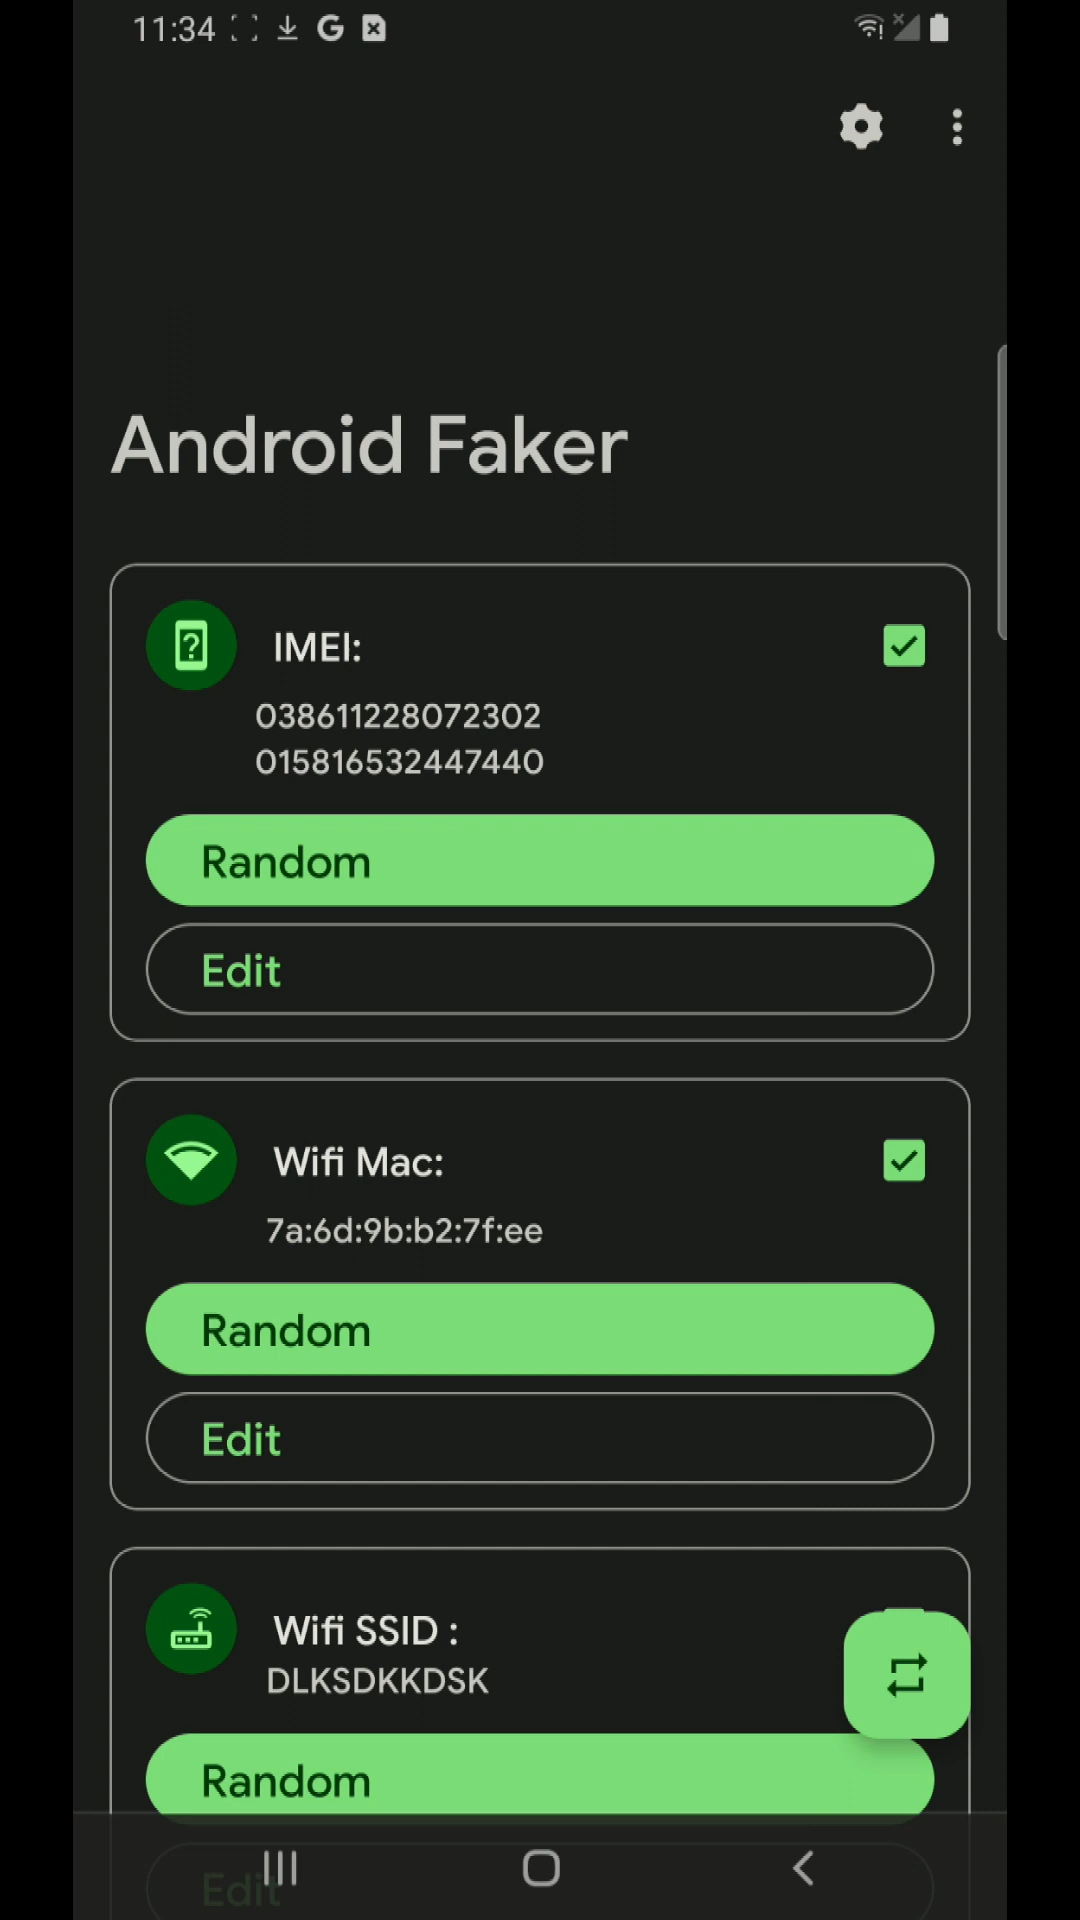 11:34
Android Faker
IMEI:
038611228072302
015816532447440
Random
Edit
Wifi Mac:
7a:6d:9b:b2:7f:ee
Random
Edit
Wifi SSID :
DLKSDKKDSK
Random
Edit